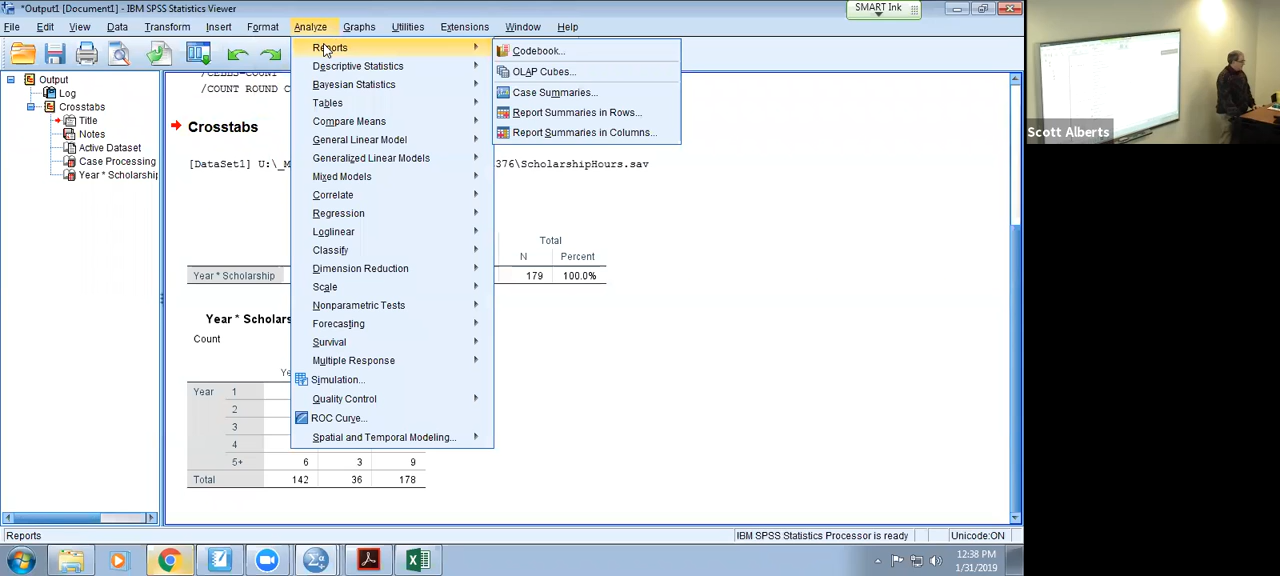 *Output1 [Document1] - IBM SPSS Statistics Viewer
SMART Ink
File Edit View Data Transform Insert Format Analyze Graphs Utilities Extensions Window Help
Output
Log
Crosstabs
Title
Notes
Active Dataset
Case Processing
Year * Scholarship
/COUNT ROUND C
Crosstabs
[DataSet1] U:\_M
376\ScholarshipHours.sav
Total
N Percent
Year * Scholarship
179 100.0%
Year * Scholars
Count
Ye
Year 1
2
3
4
5+ 6 3 9
Total 142 36 178
Reports
Descriptive Statistics
Bayesian Statistics
Tables
Compare Means
General Linear Model
Generalized Linear Models
Mixed Models
Correlate
Regression
Loglinear
Classify
Dimension Reduction
Scale
Nonparametric Tests
Forecasting
Survival
Multiple Response
Simulation...
Quality Control
ROC Curve...
Spatial and Temporal Modeling...
Codebook...
OLAP Cubes...
Case Summaries...
Report Summaries in Rows...
Report Summaries in Columns...
Scott Alberts
Reports
IBM SPSS Statistics Processor is ready
Unicode:ON
12:38 PM
1/31/2019